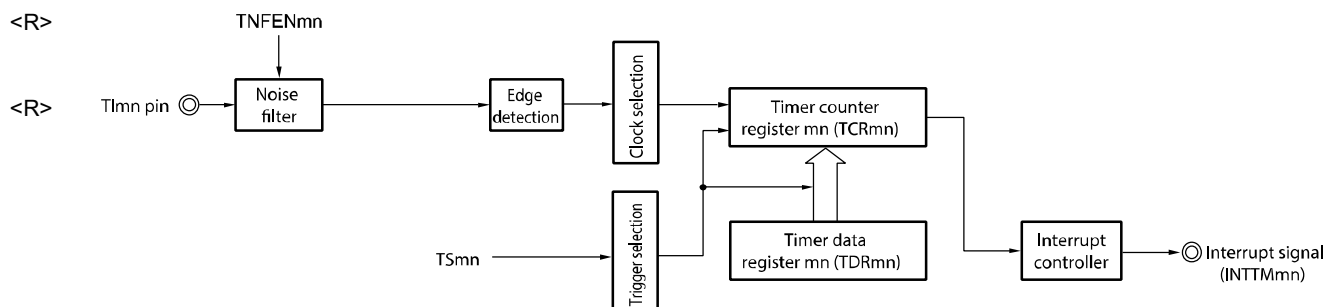 <R>
TNFENmn
<R>
TImn pin
Noise
filter
Edge
detection
Clock selection
Timer counter
register mn (TCRmn)
TSmn
Trigger selection
Timer data
register mn (TDRmn)
Interrupt
controller
Interrupt signal
(INTTMmn)